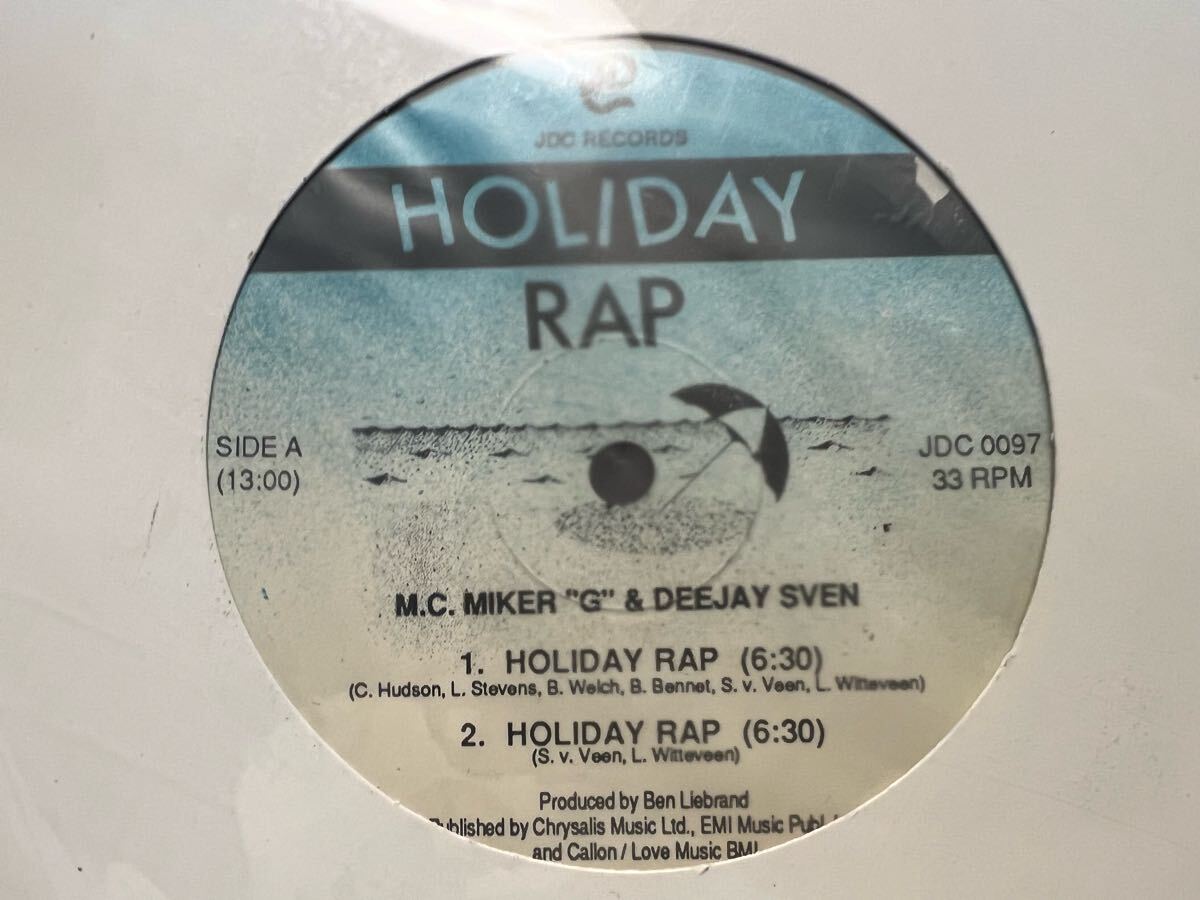 JDC RECORDS
HOLIDAY
RAP
SIDE A
(13:00)
JDC 0097
33 RPM
M.C. MIKER "G" & DEEJAY SVEN
1. HOLIDAY RAP (6:30)
(C. Hudson, L. Stevens, B. Welch, B. Bennet, S. v. Veen, L. Witteveen)
2. HOLIDAY RAP (6:30)
(S. v. Veen, L. Witteveen)
Produced by Ben Liebrand
by Chrysalis Music Ltd., EMI Music
and Callon / Love Music BMI